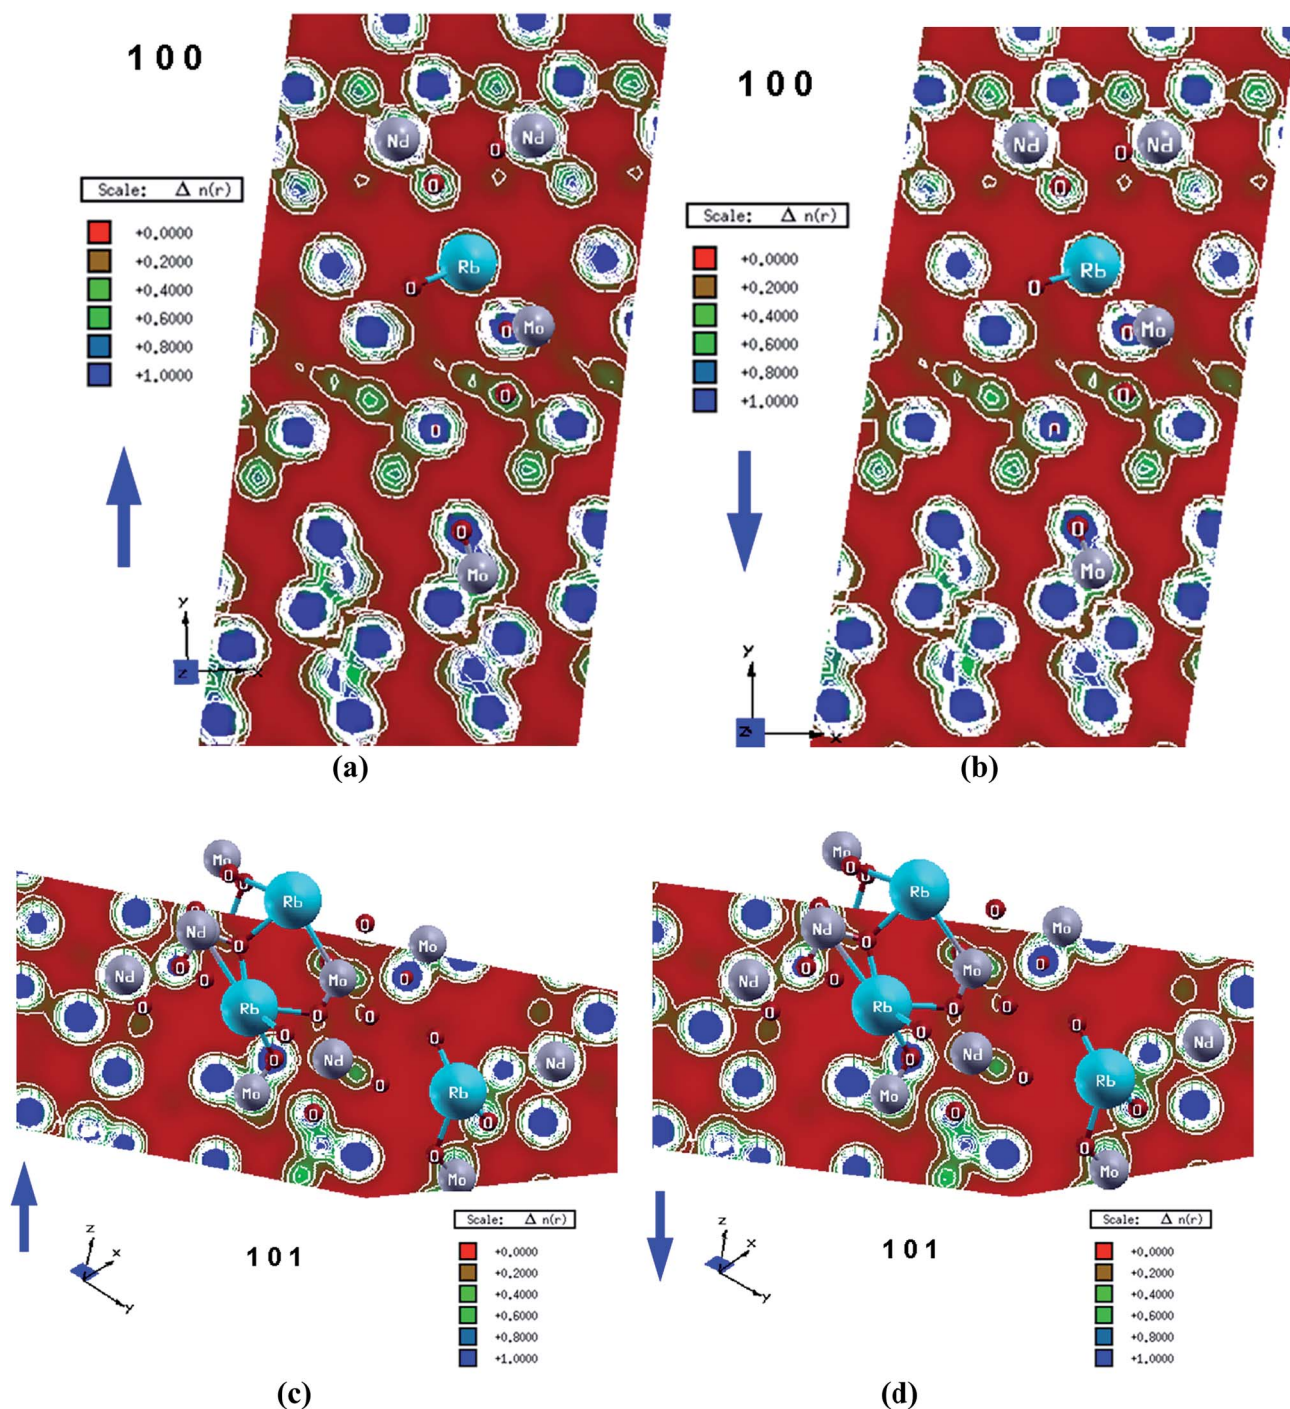 1 0 0
Nd
Nd
O
O
Scale: Δ n(r)
+0.0000
+0.2000
+0.4000
+0.6000
+0.8000
+1.0000
Rb
O
O
Mo
O
O
O
Mo
Y
Z
X
(a)
1 0 0
Nd
Nd
O
O
Scale: Δ n(r)
+0.0000
+0.2000
+0.4000
+0.6000
+0.8000
+1.0000
Rb
O
O
Mo
O
O
Mo
Y
Z
X
(b)
Mo
O
Rb
O
Nd
O
Mo
O
Nd
O
Mo
O
O
Rb
O
O
O
O
O
Nd
Nd
O
Mo
Rb
O
O
O
Mo
Z
X
Y
1 0 1
Scale: Δ n(r)
+0.0000
+0.2000
+0.4000
+0.6000
+0.8000
+1.0000
(c)
Mo
O
Rb
O
Nd
O
Mo
O
Nd
O
Mo
O
O
Rb
O
O
O
O
O
Nd
Nd
O
Mo
Rb
O
O
O
Mo
Z
X
Y
1 0 1
Scale: Δ n(r)
+0.0000
+0.2000
+0.4000
+0.6000
+0.8000
+1.0000
(d)